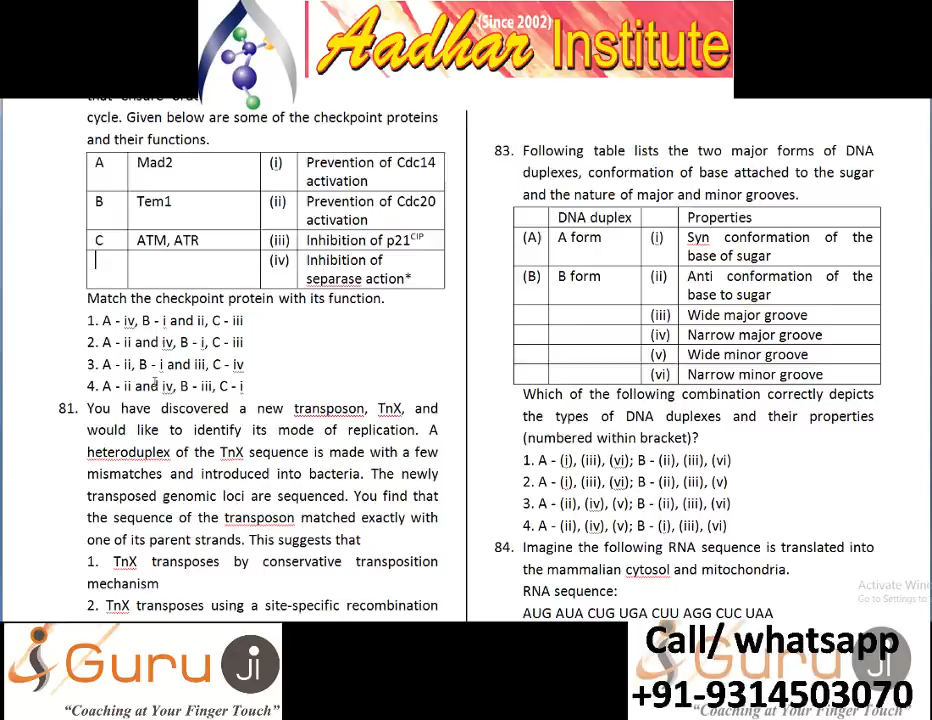 (Since 2002)
Aadhar Institute
that ensure
cycle. Given below are some of the checkpoint proteins
and their functions.
A Mad2 (i) Prevention of Cdc14
activation
B Tem1 (ii) Prevention of Cdc20
activation
C ATM, ATR (iii) Inhibition of p21CIP
(iv) Inhibition of
separase action*
Match the checkpoint protein with its function.
1. A - iv, B - i and ii, C - iii
2. A - ii and iv, B - i, C - iii
3. A - ii, B - i and iii, C - iv
4. A - ii and iv, B - iii, C - i
81. You have discovered a new transposon, TnX, and
would like to identify its mode of replication. A
heteroduplex of the TnX sequence is made with a few
mismatches and introduced into bacteria. The newly
transposed genomic loci are sequenced. You find that
the sequence of the transposon matched exactly with
one of its parent strands. This suggests that
1. TnX transposes by conservative transposition
mechanism
2. TnX transposes using a site-specific recombination
83. Following table lists the two major forms of DNA
duplexes, conformation of base attached to the sugar
and the nature of major and minor grooves.
DNA duplex Properties
(A) A form (i) Syn conformation of the
base of sugar
(B) B form (ii) Anti conformation of the
base to sugar
(iii) Wide major groove
(iv) Narrow major groove
(v) Wide minor groove
(vi) Narrow minor groove
Which of the following combination correctly depicts
the types of DNA duplexes and their properties
(numbered within bracket)?
1. A - (i), (iii), (vi); B - (ii), (iii), (vi)
2. A - (i), (iii), (vi); B - (ii), (iii), (v)
3. A - (ii), (iv), (v); B - (ii), (iii), (vi)
4. A - (ii), (iv), (v); B - (i), (iii), (vi)
84. Imagine the following RNA sequence is translated into
the mammalian cytosol and mitochondria.
RNA sequence:
AUG AUA CUG UGA CUU AGG CUC UAA
Activate Win
Go to Settings to
Guru JI
"Coaching at Your Finger Touch"
Call/ whatsapp
+91-9314503070
"Coaching at Your Finger Touch"